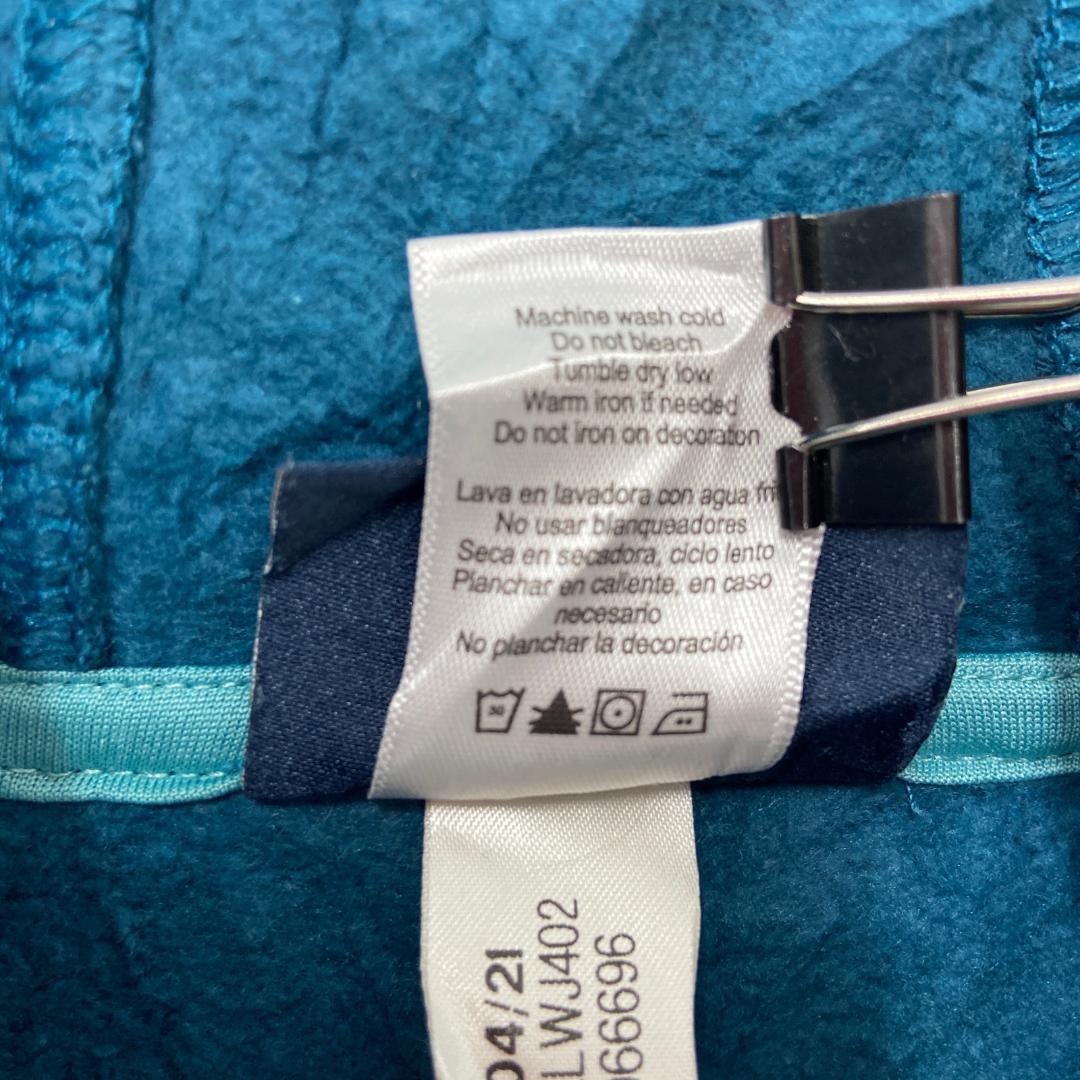 Machine wash cold
Do not bleach
Tumble dry low
Warm iron if needed
Do not iron on decoration
Lava en lavadora con agua
No usar blanqueadores
Seca en secadora, ciclo lento
Planchar en caliente, en caso
necesario
No planchar la decoración
30
04/21
LWJ402
66696